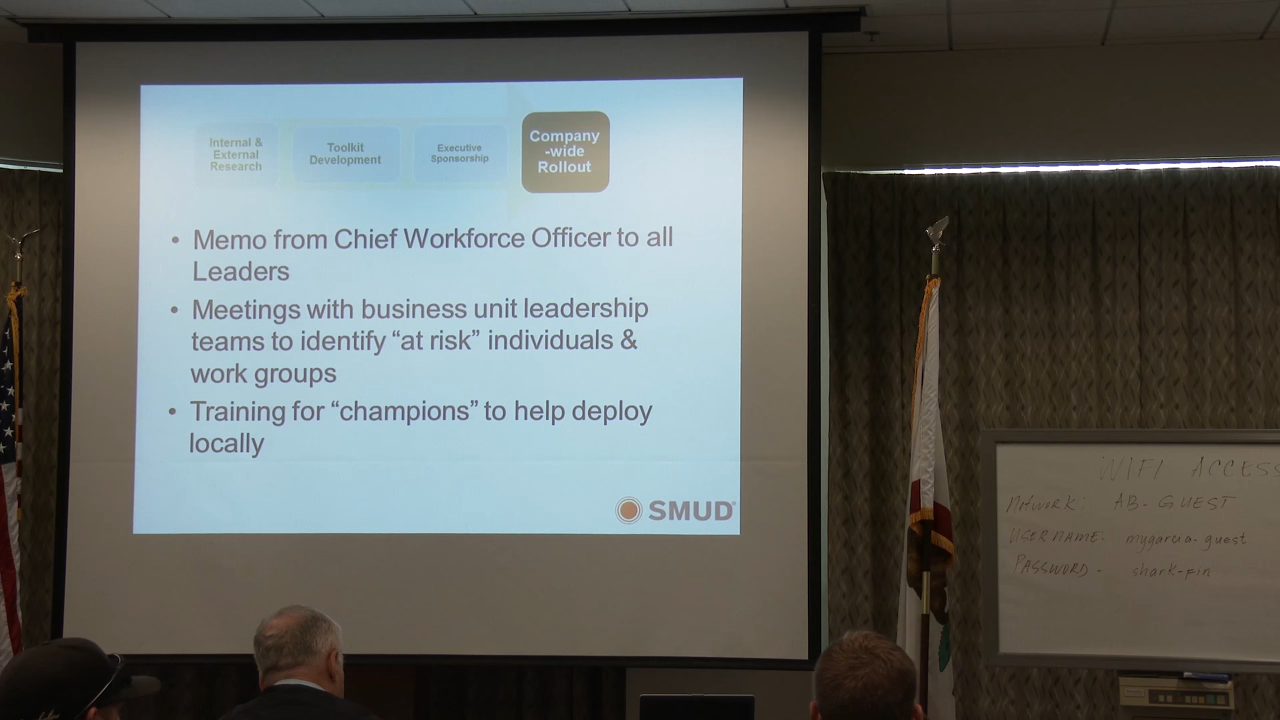 Internal &
External
Research
Toolkit
Development
Executive
Sponsorship
Company
-wide
Rollout
• Memo from Chief Workforce Officer to all
Leaders
• Meetings with business unit leadership
teams to identify “at risk” individuals &
work groups
• Training for “champions” to help deploy
locally
SMUD
WIFI ACCESS
NETWORK: AB-GUEST
USERNAME- mygarcia-guest
PASSWORD- shark-fin